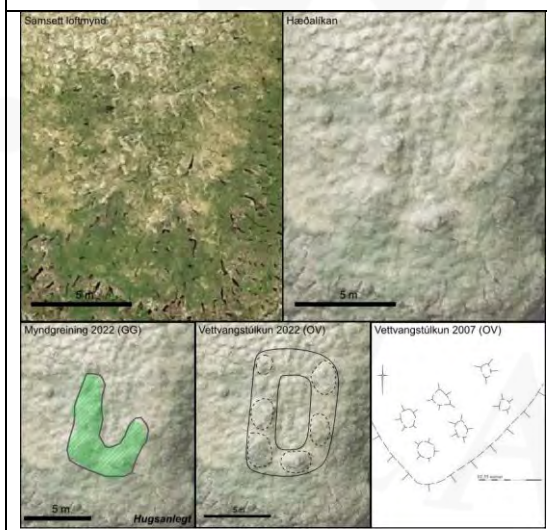 Samsett loftmynd
Hæðalíkan
5 m
5 m
Myndgreining 2022 (GG)
Vettvangstúlkun 2022 (OV)
Vettvangstúlkun 2007 (OV)
5 m
Hugsanlegt
5 m